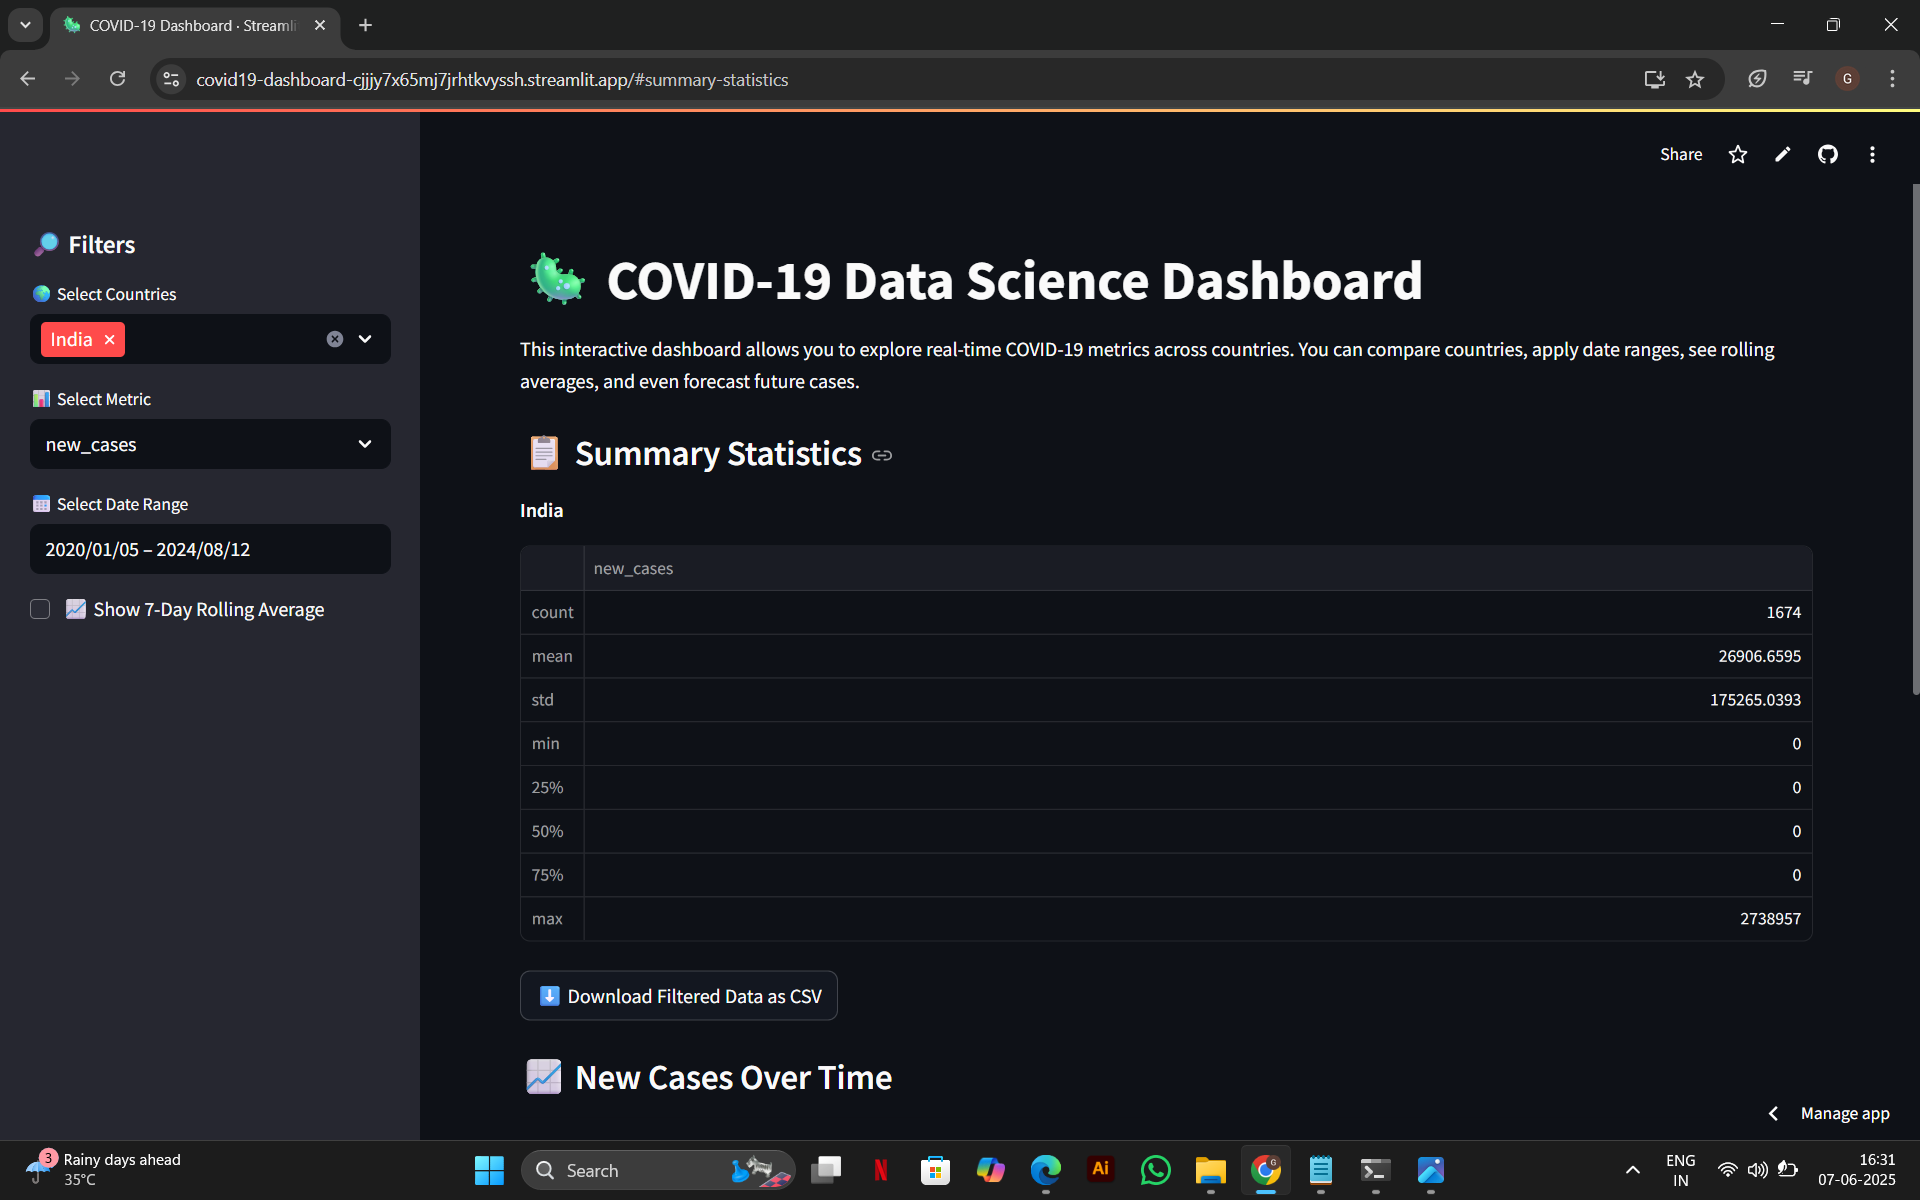 COVID-19 Dashboard · Streamli
covid19-dashboard-cjjjy7x65mj7jrhtkvyssh.streamlit.app/#summary-statistics
G
Share
Filters
Select Countries
India
Select Metric
new_cases
Select Date Range
2020/01/05 – 2024/08/12
Show 7-Day Rolling Average
COVID-19 Data Science Dashboard
This interactive dashboard allows you to explore real-time COVID-19 metrics across countries. You can compare countries, apply date ranges, see rolling
averages, and even forecast future cases.
Summary Statistics
India
new_cases
count 1674
mean 26906.6595
std 175265.0393
min 0
25% 0
50% 0
75% 0
max 2738957
Download Filtered Data as CSV
New Cases Over Time
Manage app
3
Rainy days ahead
35°C
Search
N
Ai
G
ENG
IN
16:31
07-06-2025